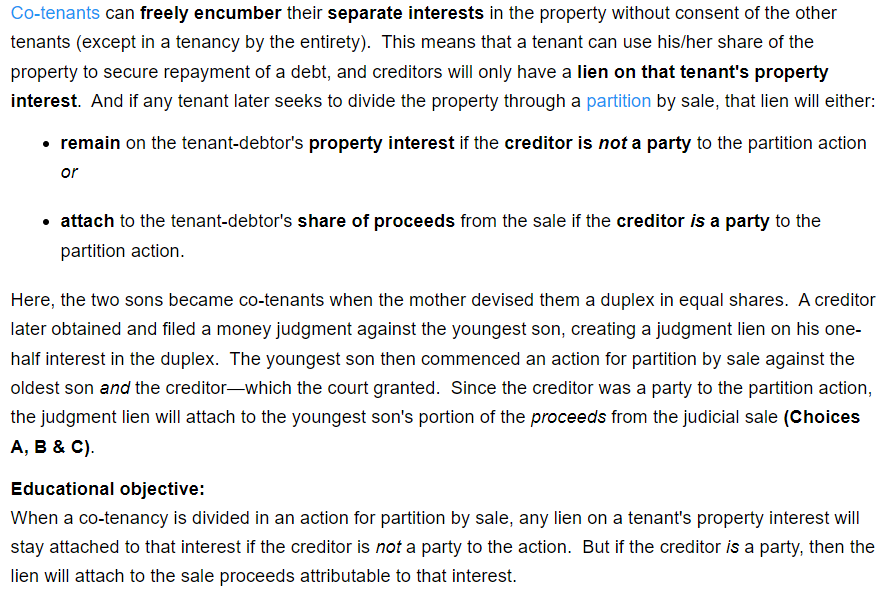 Co-tenants can freely encumber their separate interests in the property without consent of the other
tenants (except in a tenancy by the entirety).  This means that a tenant can use his/her share of the
property to secure repayment of a debt, and creditors will only have a lien on that tenant's property
interest.  And if any tenant later seeks to divide the property through a partition by sale, that lien will either:
• remain on the tenant-debtor's property interest if the creditor is not a party to the partition action
or
• attach to the tenant-debtor's share of proceeds from the sale if the creditor is a party to the
partition action.
Here, the two sons became co-tenants when the mother devised them a duplex in equal shares.  A creditor
later obtained and filed a money judgment against the youngest son, creating a judgment lien on his one-
half interest in the duplex.  The youngest son then commenced an action for partition by sale against the
oldest son and the creditor—which the court granted.  Since the creditor was a party to the partition action,
the judgment lien will attach to the youngest son's portion of the proceeds from the judicial sale (Choices
A, B & C).
Educational objective:
When a co-tenancy is divided in an action for partition by sale, any lien on a tenant's property interest will
stay attached to that interest if the creditor is not a party to the action.  But if the creditor is a party, then the
lien will attach to the sale proceeds attributable to that interest.